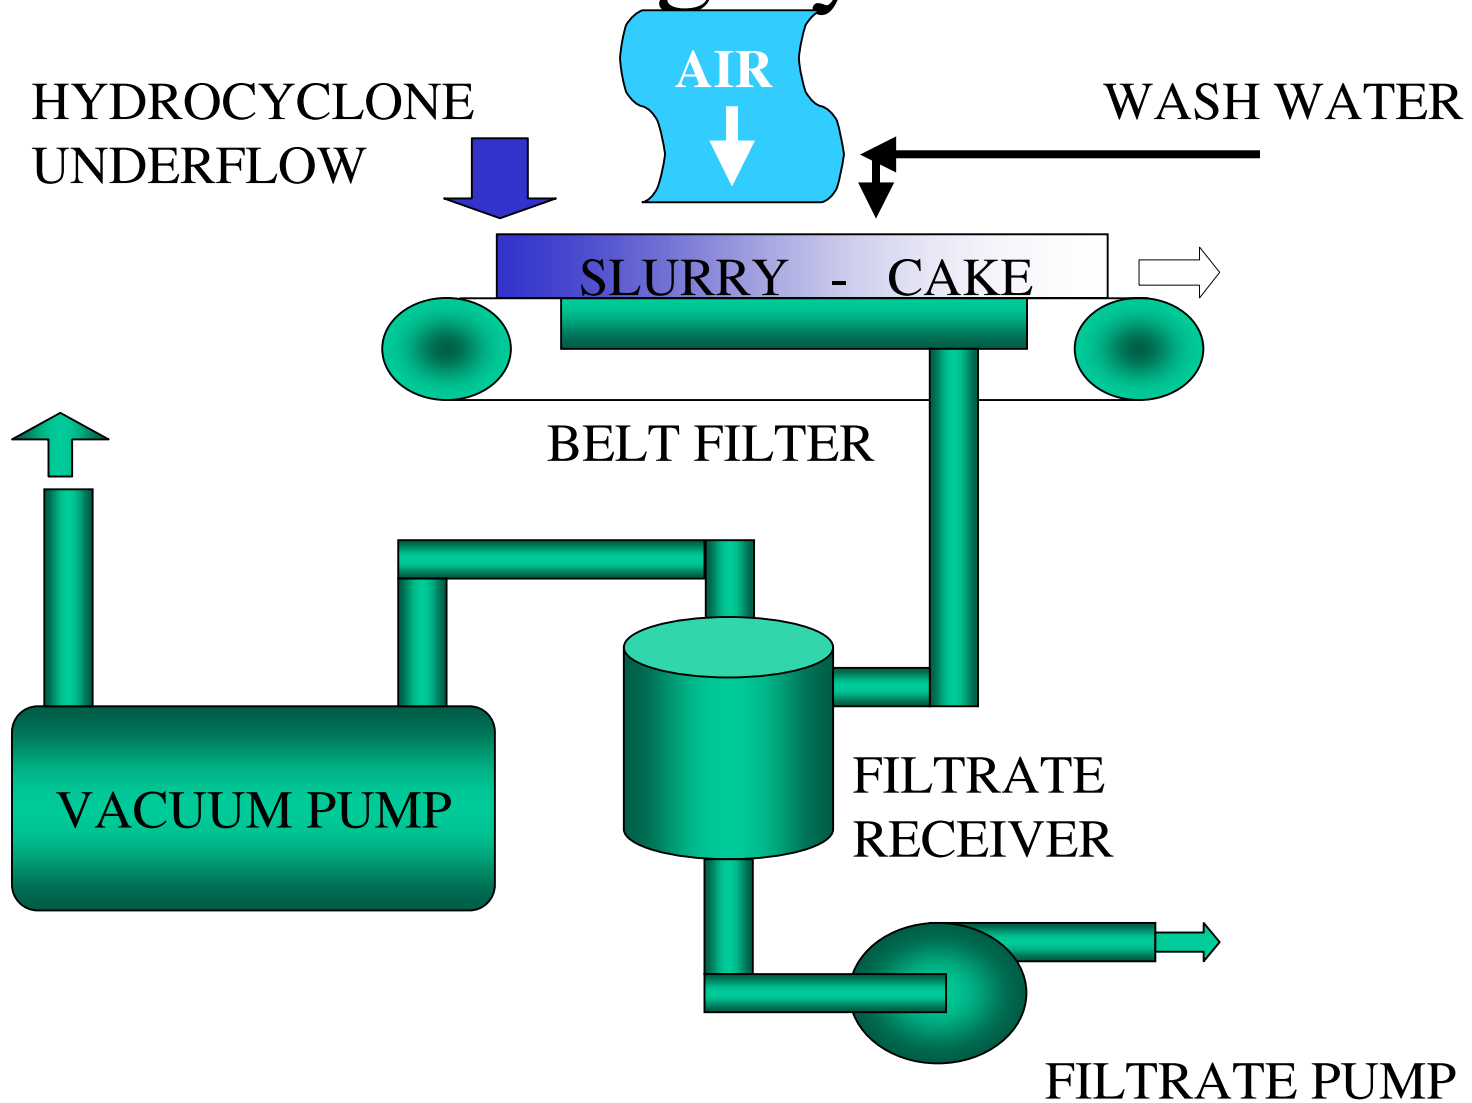 AIR
HYDROCYCLONE
UNDERFLOW
WASH WATER
SLURRY - CAKE
BELT FILTER
VACUUM PUMP
FILTRATE
RECEIVER
FILTRATE PUMP